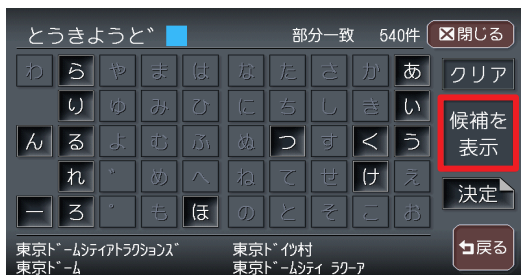 とうきようと゛ 部分一致 540件 閉じる
わ ら や ま は な た さ か あ クリア
り ゆ み ひ に ち し き い 候補を
ん る よ む ふ ぬ つ す く う 表示
れ ゛ め へ ね て せ け え 決定
ー ろ ゜ も ほ の と そ こ お
東京ト゛ームシティアトラクションス゛ 東京ト゛イツ村 戻る
東京ト゛ーム 東京ト゛ームシティ ラクーア